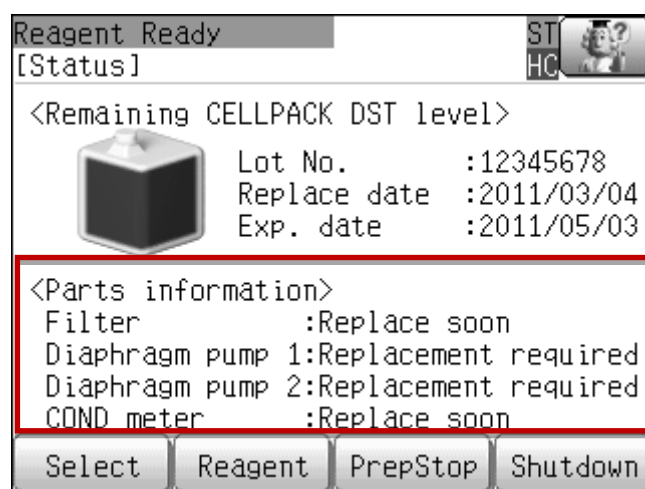 Reagent Ready ST
[Status] HC
<Remaining CELLPACK DST level>
Lot No. :12345678
Replace date :2011/03/04
Exp. date :2011/05/03
<Parts information>
Filter :Replace soon
Diaphragm pump 1:Replacement required
Diaphragm pump 2:Replacement required
COND meter :Replace soon
Select Reagent PrepStop Shutdown